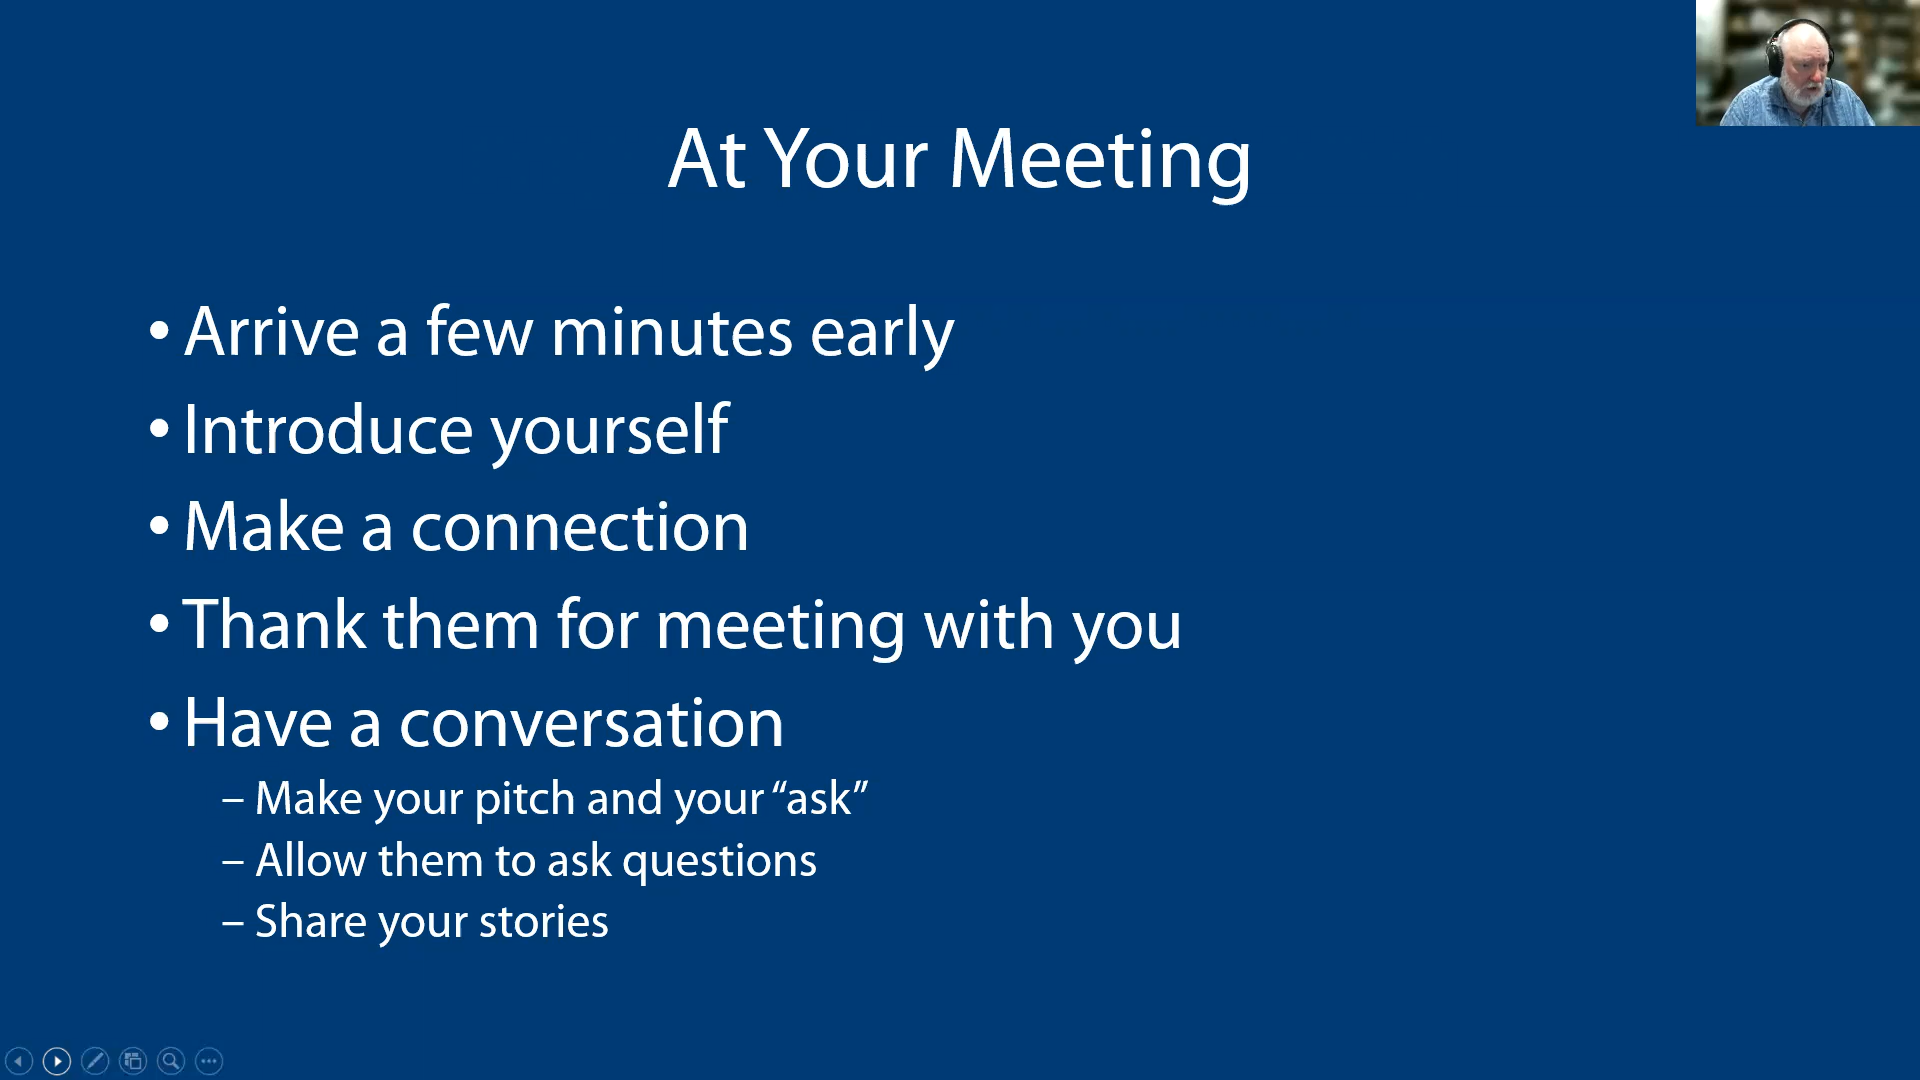 At Your Meeting
• Arrive a few minutes early
• Introduce yourself
• Make a connection
• Thank them for meeting with you
• Have a conversation
– Make your pitch and your “ask”
– Allow them to ask questions
– Share your stories